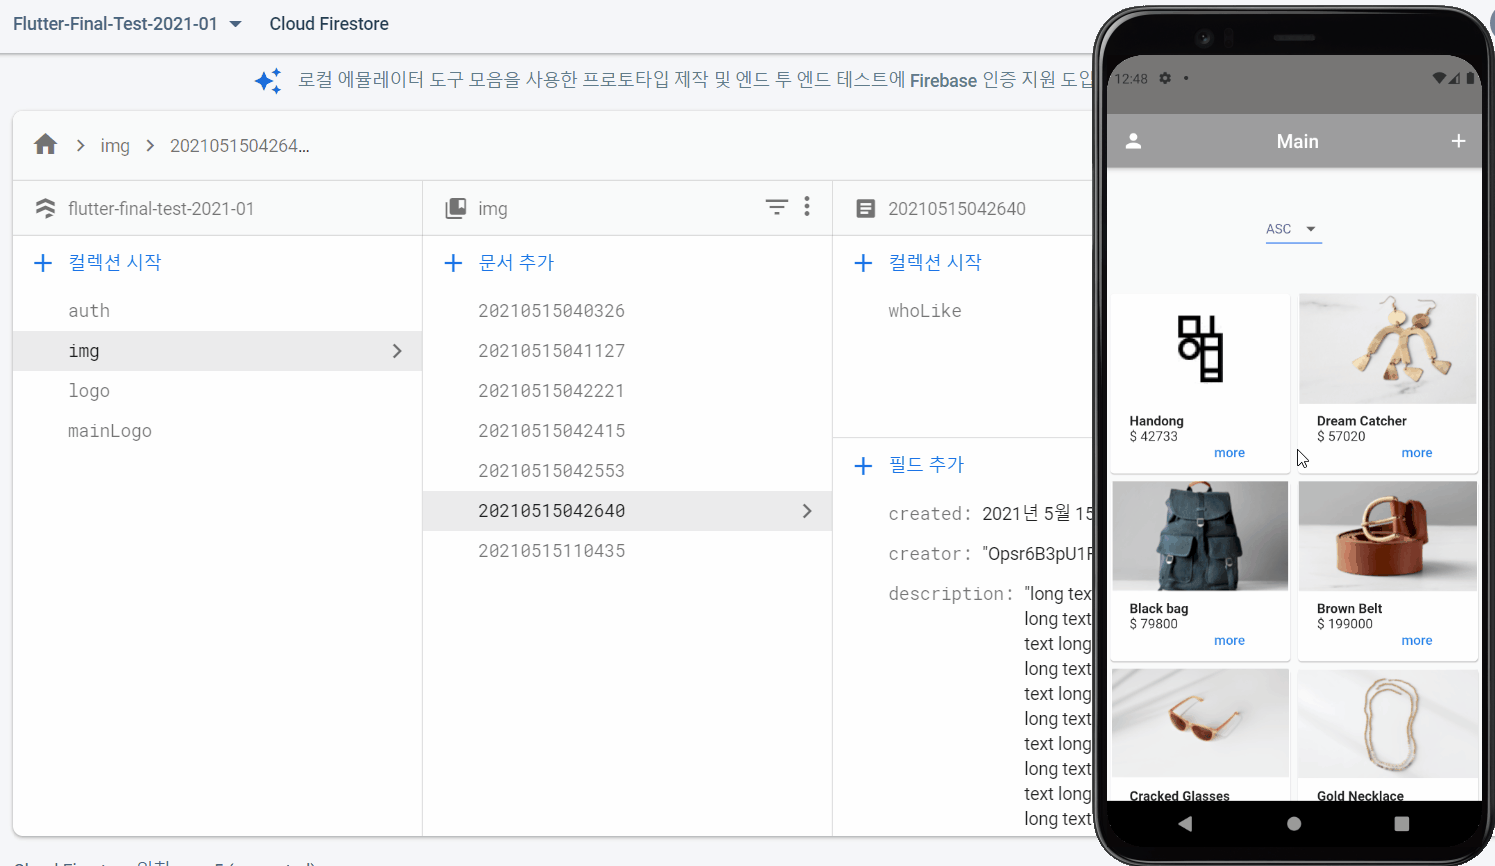 Flutter-Final-Test-2021-01
Cloud Firestore
로컬 에뮬레이터 도구 모음을 사용한 프로토타입 제작 및 엔드 투 엔드 테스트에 Firebase 인증 지원 도입
img
2021051504264...
flutter-final-test-2021-01
img
20210515042640
컬렉션 시작
문서 추가
컬렉션 시작
auth
img
logo
mainLogo
20210515040326
20210515041127
20210515042221
20210515042415
20210515042553
20210515042640
20210515110435
whoLike
필드 추가
created: 2021년 5월 15
creator: "Opsr6B3pU1F
description: "long tex
long text
text long
long text
text long
long text
text long
long text
text long
long text
12:48
Main
ASC
민덥
Handong
$ 42733
more
Dream Catcher
$ 57020
more
Black bag
$ 79800
more
Brown Belt
$ 199000
more
Cracked Glasses
Gold Necklace